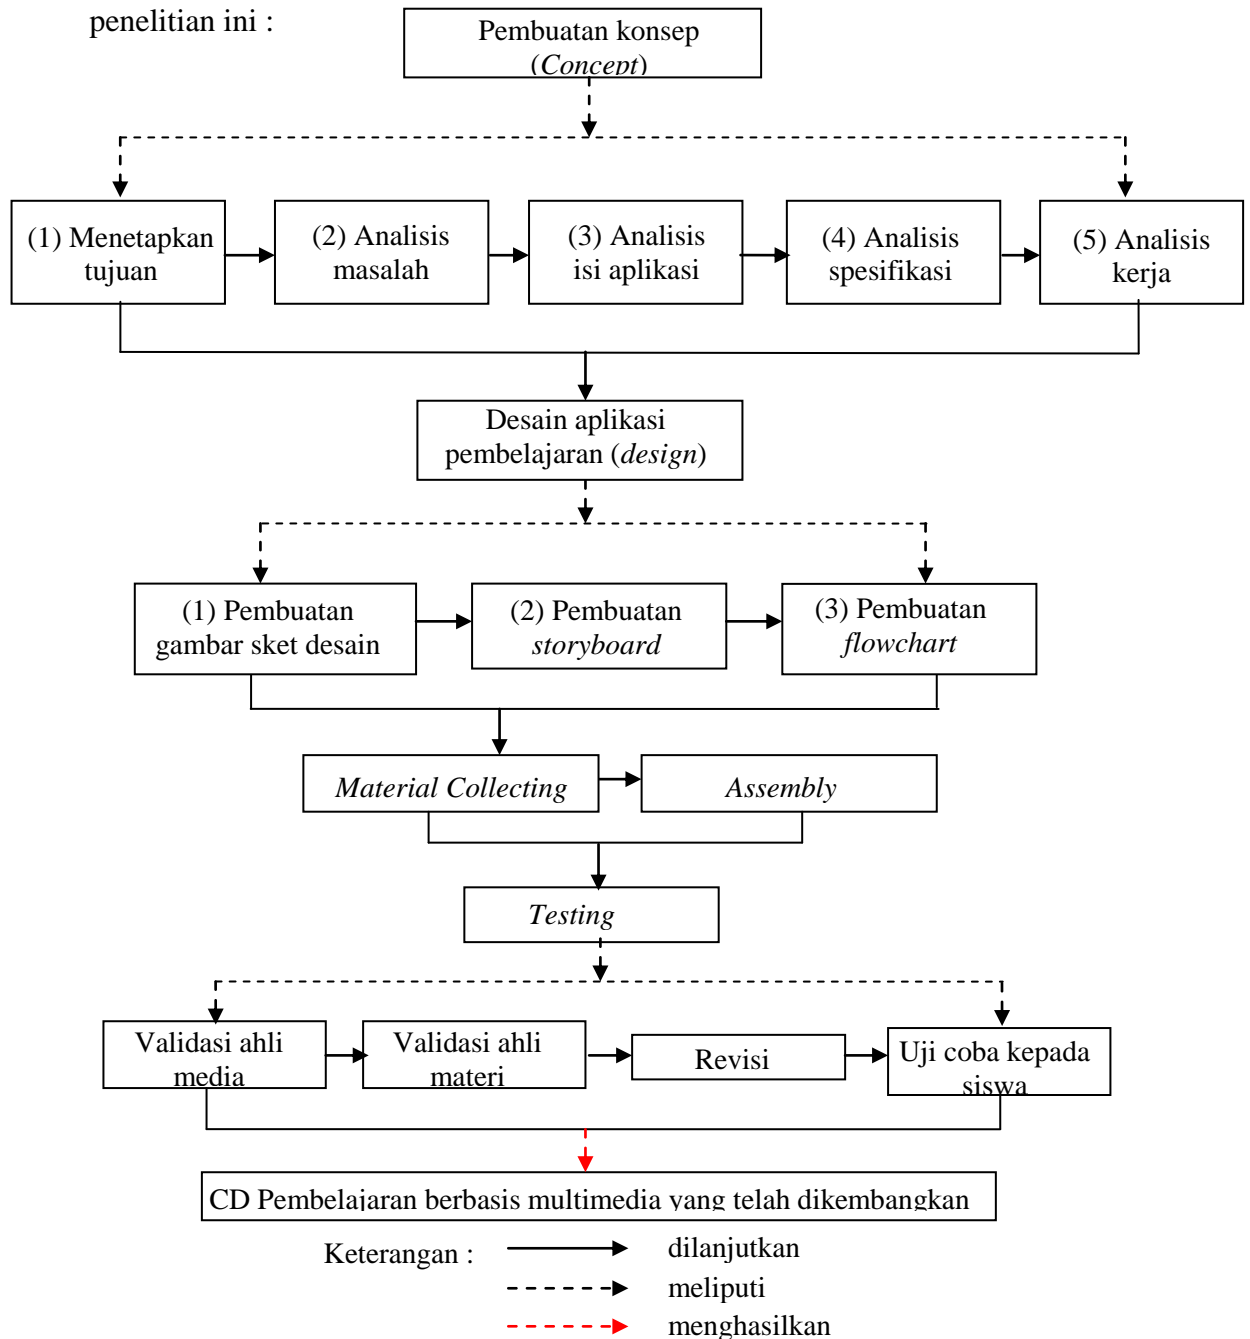 penelitian ini :
Pembuatan konsep
(Concept)
(1) Menetapkan
tujuan
(2) Analisis
masalah
(3) Analisis
isi aplikasi
(4) Analisis
spesifikasi
(5) Analisis
kerja
Desain aplikasi
pembelajaran (design)
(1) Pembuatan
gambar sket desain
(2) Pembuatan
storyboard
(3) Pembuatan
flowchart
Material Collecting
Assembly
Testing
Validasi ahli
media
Validasi ahli
materi
Revisi
Uji coba kepada
siswa
CD Pembelajaran berbasis multimedia yang telah dikembangkan
Keterangan :
dilanjutkan
meliputi
menghasilkan